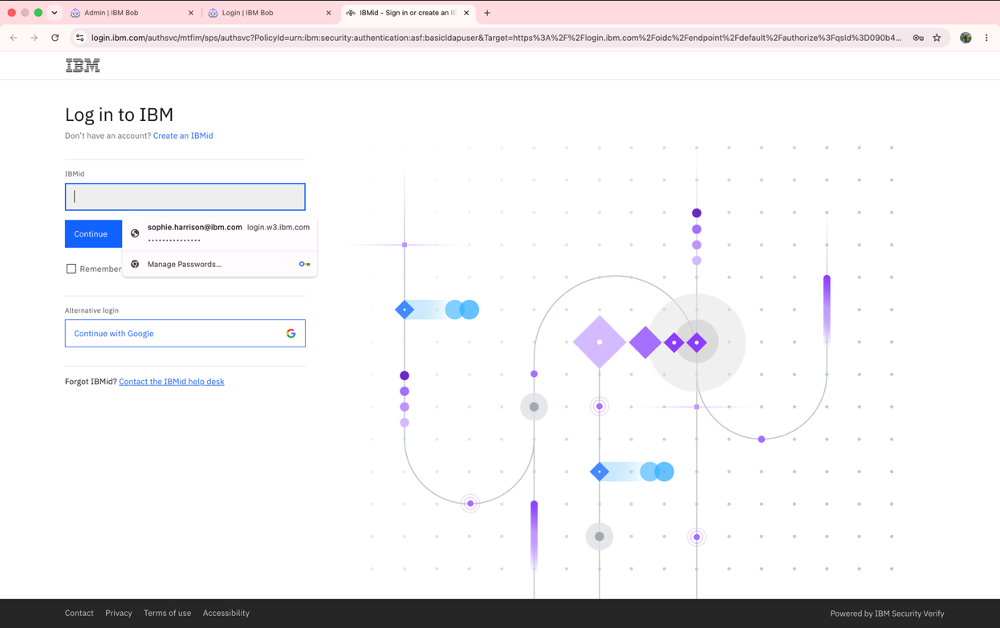 Admin | IBM Bob
Login | IBM Bob
IBMid - Sign in or create an IB
login.ibm.com/authsvc/mtfim/sps/authsvc?PolicyId=urn:ibm:security:authentication:asf:basicldapuser&Target=https%3A%2F%2Flogin.ibm.com%2Foidc%2Fendpoint%2Fdefault%2Fauthorize%3FqsId%3D090b4...
IBM
Log in to IBM
Don't have an account? Create an IBMid
IBMid
sophie.harrison@ibm.com login.w3.ibm.com
•••••••••••••••
Continue
Manage Passwords...
Remember
Alternative login
Continue with Google
Forgot IBMid? Contact the IBMid help desk
Contact Privacy Terms of use Accessibility
Powered by IBM Security Verify